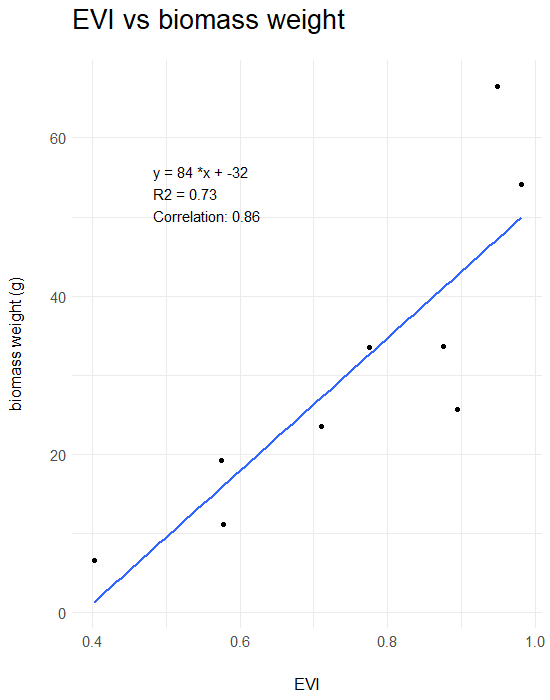 EVI vs biomass weight
y = 84 *x + -32
R2 = 0.73
Correlation: 0.86
biomass weight (g)
60
40
20
0
0.4 0.6 0.8 1.0
EVI